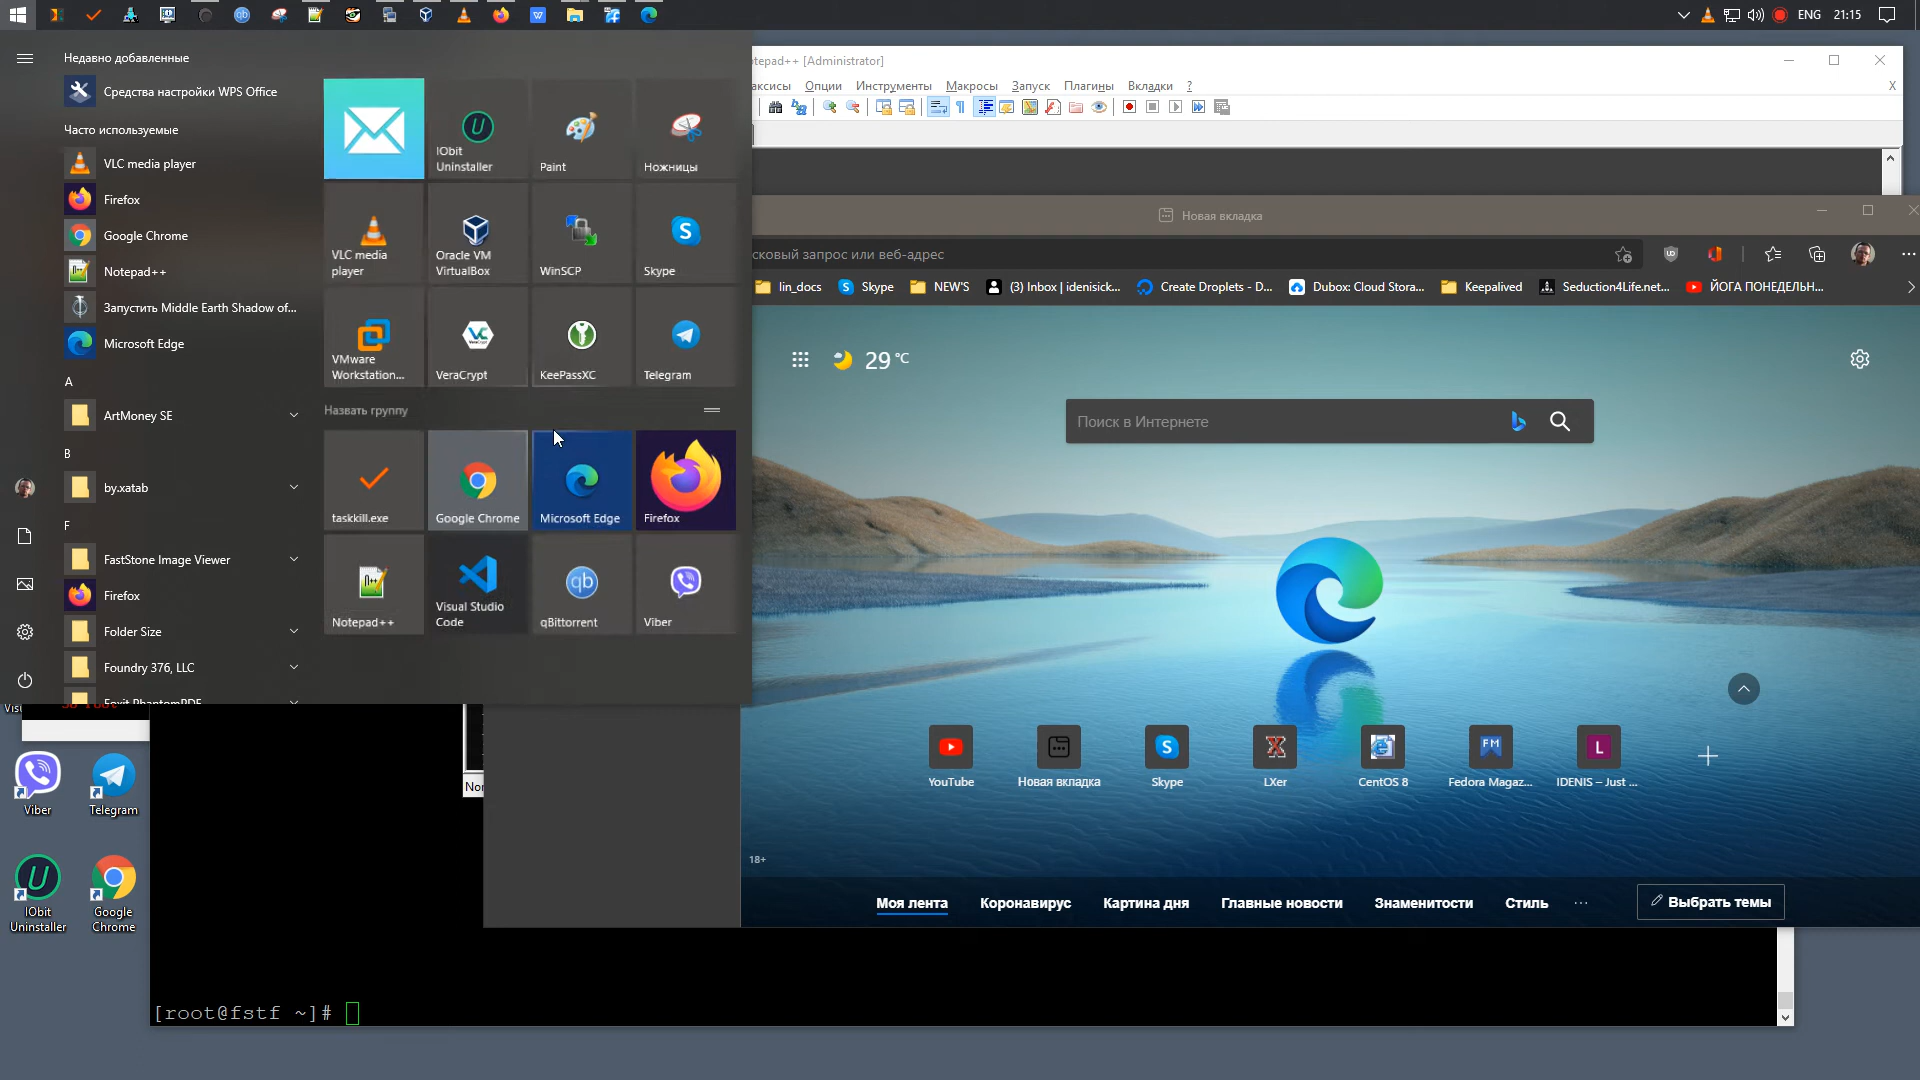 ENG 21:15
Недавно добавленные
Средства настройки WPS Office
Часто используемые
VLC media player
Firefox
Google Chrome
Notepad++
Запустить Middle Earth Shadow of...
Microsoft Edge
A
ArtMoney SE
B
by.xatab
F
FastStone Image Viewer
Firefox
Folder Size
Foundry 376, LLC
Foxit PhantomPDF
IObit
Uninstaller
Paint
Ножницы
VLC media
player
Oracle VM
VirtualBox
WinSCP
Skype
VMware
Workstation...
VeraCrypt
KeePassXC
Telegram
Назвать группу
taskkill.exe
Google Chrome
Microsoft Edge
Firefox
Notepad++
Visual Studio
Code
qBittorrent
Viber
tepad++ [Administrator]
аксисы Опции Инструменты Макросы Запуск Плагины Вкладки ? X
Новая вкладка
сковый запрос или веб-адрес
lin_docs Skype NEW'S (3) Inbox | idenisick... Create Droplets - D... Dubox: Cloud Stora... Keepalived Seduction4Life.net... ЙОГА ПОНЕДЕЛЬН...
29 °C
Поиск в Интернете
YouTube
Новая вкладка
Skype
LXer
CentOS 8
Fedora Magaz...
IDENIS – Just ...
18+
Моя лента Коронавирус Картина дня Главные новости Знаменитости Стиль ... Выбрать темы
Viber
Telegram
IObit
Uninstaller
Google
Chrome
Nor
[root@fstf ~]#